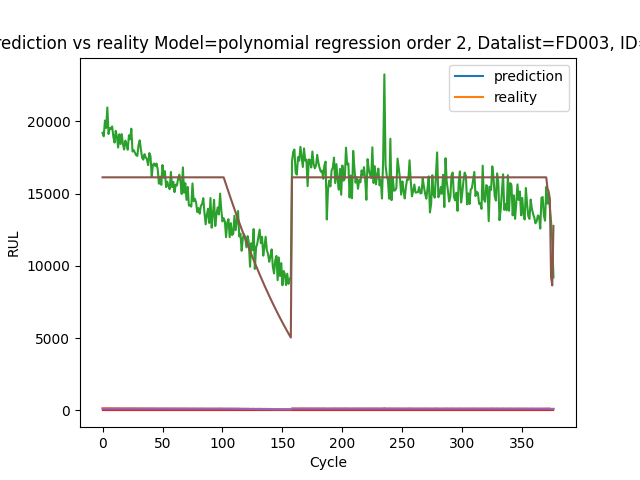 rediction vs reality Model=polynomial regression order 2, Datalist=FD003, ID=
prediction
reality
RUL
20000
15000
10000
5000
0
0 50 100 150 200 250 300 350
Cycle